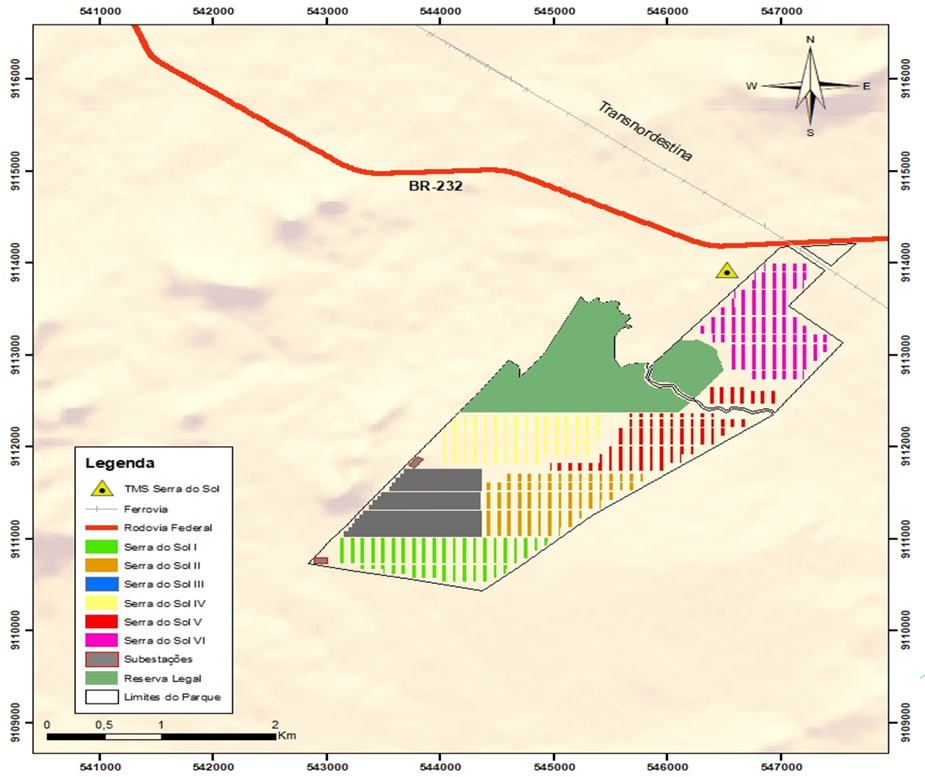 541000 542000 543000 544000 545000 546000 547000
9116000 9116000
N
W E
S
Transnordestina
9115000 9115000
BR-232
9114000 9114000
9113000 9113000
9112000 9112000
Legenda
TMS Serra do Sol
Ferrovia
Rodovia Federal
9111000 9111000
Serra do Sol I
Serra do Sol II
Serra do Sol III
Serra do Sol IV
Serra do Sol V
9110000 9110000
Serra do Sol VI
Subestações
Reserva Legal
Limites do Parque
9109000 9109000
0 0,5 1 2
Km
541000 542000 543000 544000 545000 546000 547000